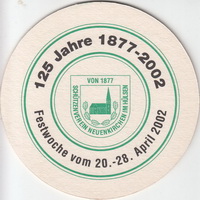 125 Jahre 1877-2002
VON 1877
SCHÜTZENVEREIN NEUENKIRCHEN IM HÜLSEN
Festwoche vom 20.-28. April 2002